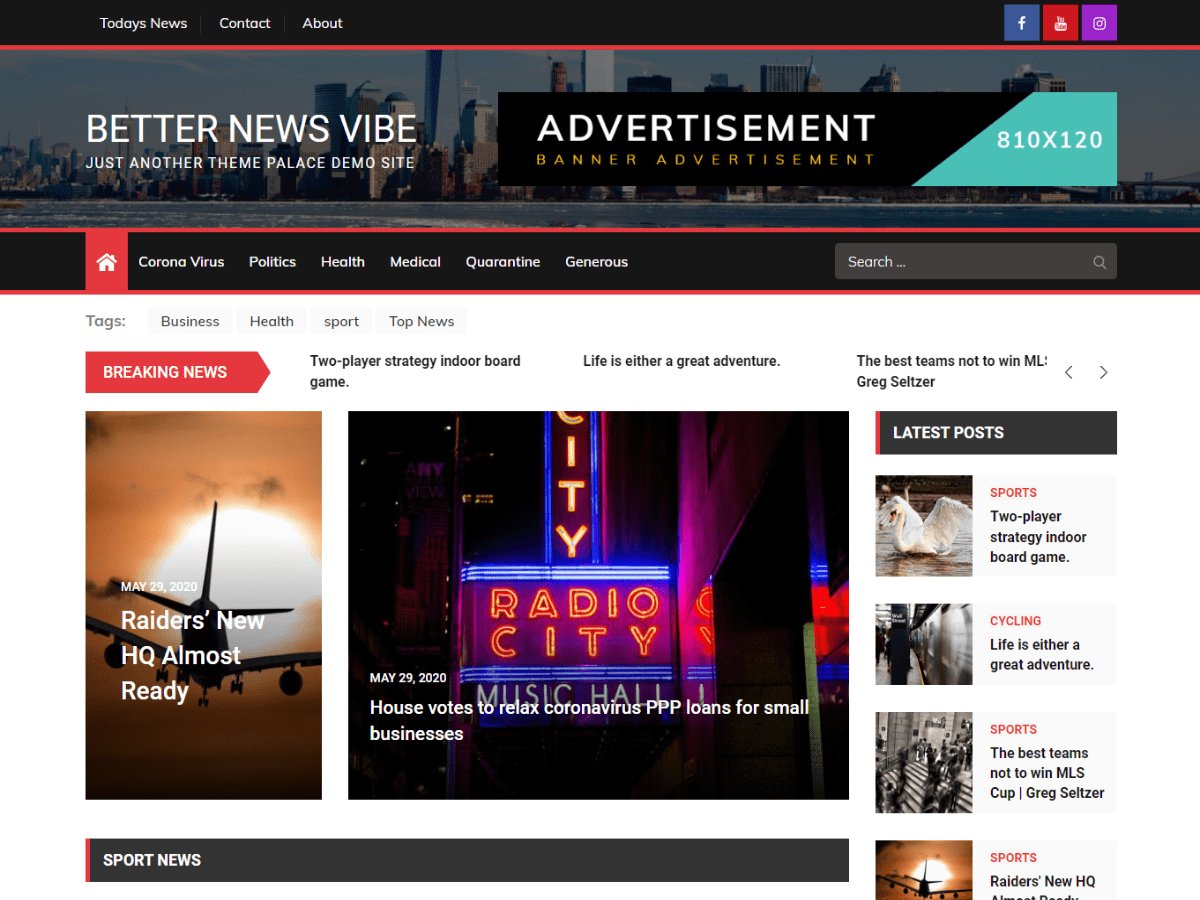 Todays News
Contact
About
BETTER NEWS VIBE
JUST ANOTHER THEME PALACE DEMO SITE
ADVERTISEMENT
BANNER ADVERTISEMENT
810X120
Corona Virus
Politics
Health
Medical
Quarantine
Generous
Search ...
Tags:
Business
Health
sport
Top News
BREAKING NEWS
Two-player strategy indoor board
game.
Life is either a great adventure.
The best teams not to win MLS
Greg Seltzer
MAY 29, 2020
Raiders’ New
HQ Almost
Ready
CITY
ANY
VIEW
RADIO
CITY
MUSIC HALL
MAY 29, 2020
House votes to relax coronavirus PPP loans for small
businesses
LATEST POSTS
SPORTS
Two-player
strategy indoor
board game.
CYCLING
Life is either a
great adventure.
SPORTS
The best teams
not to win MLS
Cup | Greg Seltzer
SPORTS
Raiders' New HQ
Almost Ready
SPORT NEWS